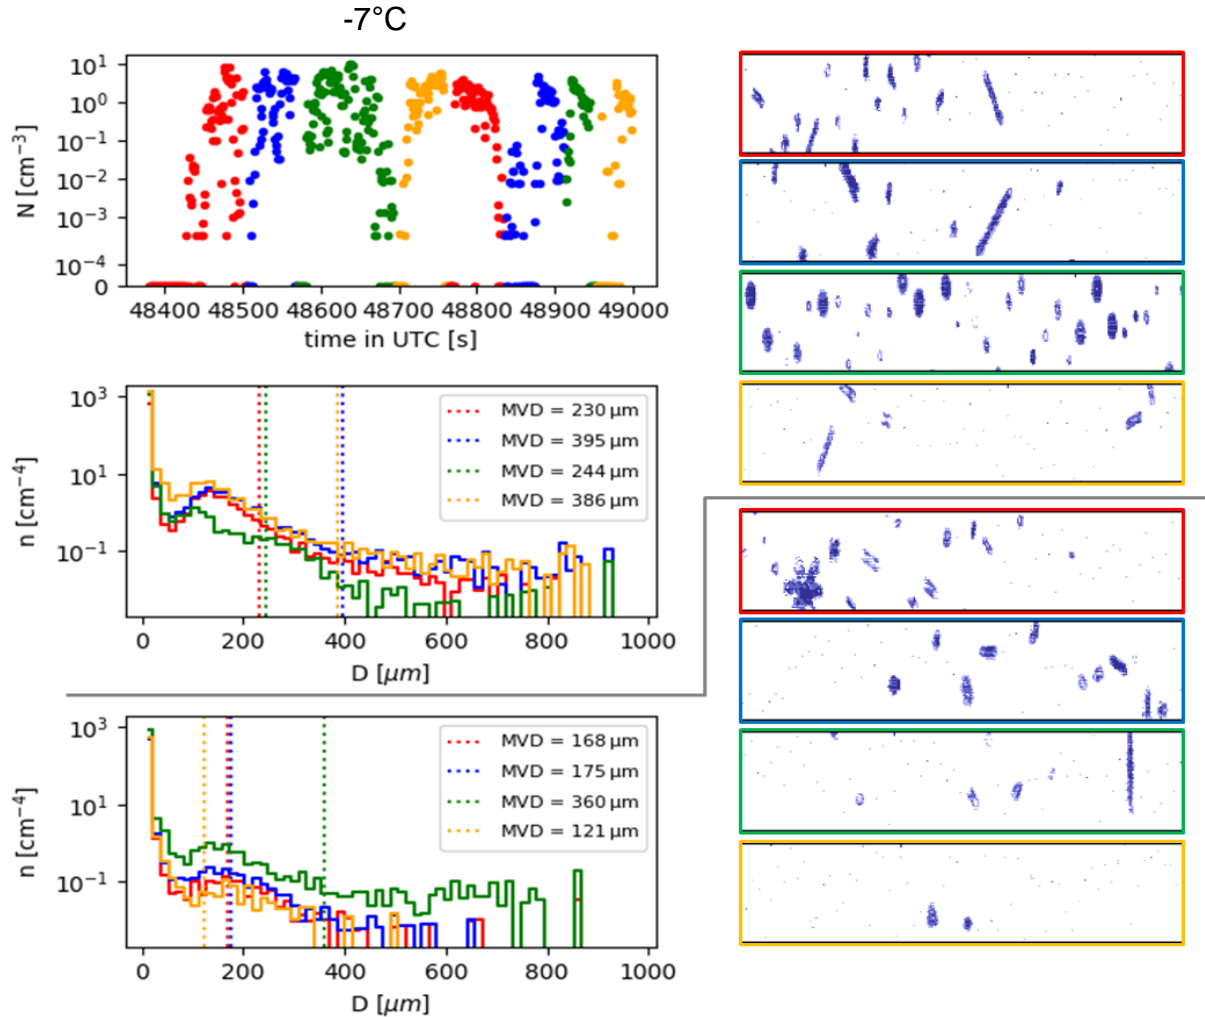 -7°C
10¹
10⁰
10⁻¹
10⁻²
10⁻³
10⁻⁴
0
N [cm⁻³]
48400 48500 48600 48700 48800 48900 49000
time in UTC [s]
10³
10¹
10⁻¹
n [cm⁻⁴]
MVD = 230 µm
MVD = 395 µm
MVD = 244 µm
MVD = 386 µm
0 200 400 600 800 1000
D [µm]
10³
10¹
10⁻¹
n [cm⁻⁴]
MVD = 168 µm
MVD = 175 µm
MVD = 360 µm
MVD = 121 µm
0 200 400 600 800 1000
D [µm]